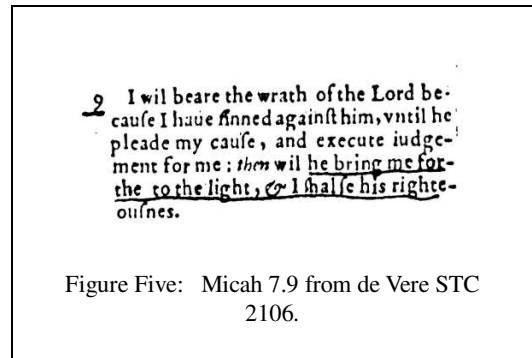 9 I wil beare the wrath of the Lord be-
cauſe I haue ſinned againſt him, vntil he
pleade my cauſe, and execute iudge-
ment for me : then wil he bring me for-
the to the light, & I ſhal ſe his righte-
ouſnes.
Figure Five: Micah 7.9 from de Vere STC
2106.